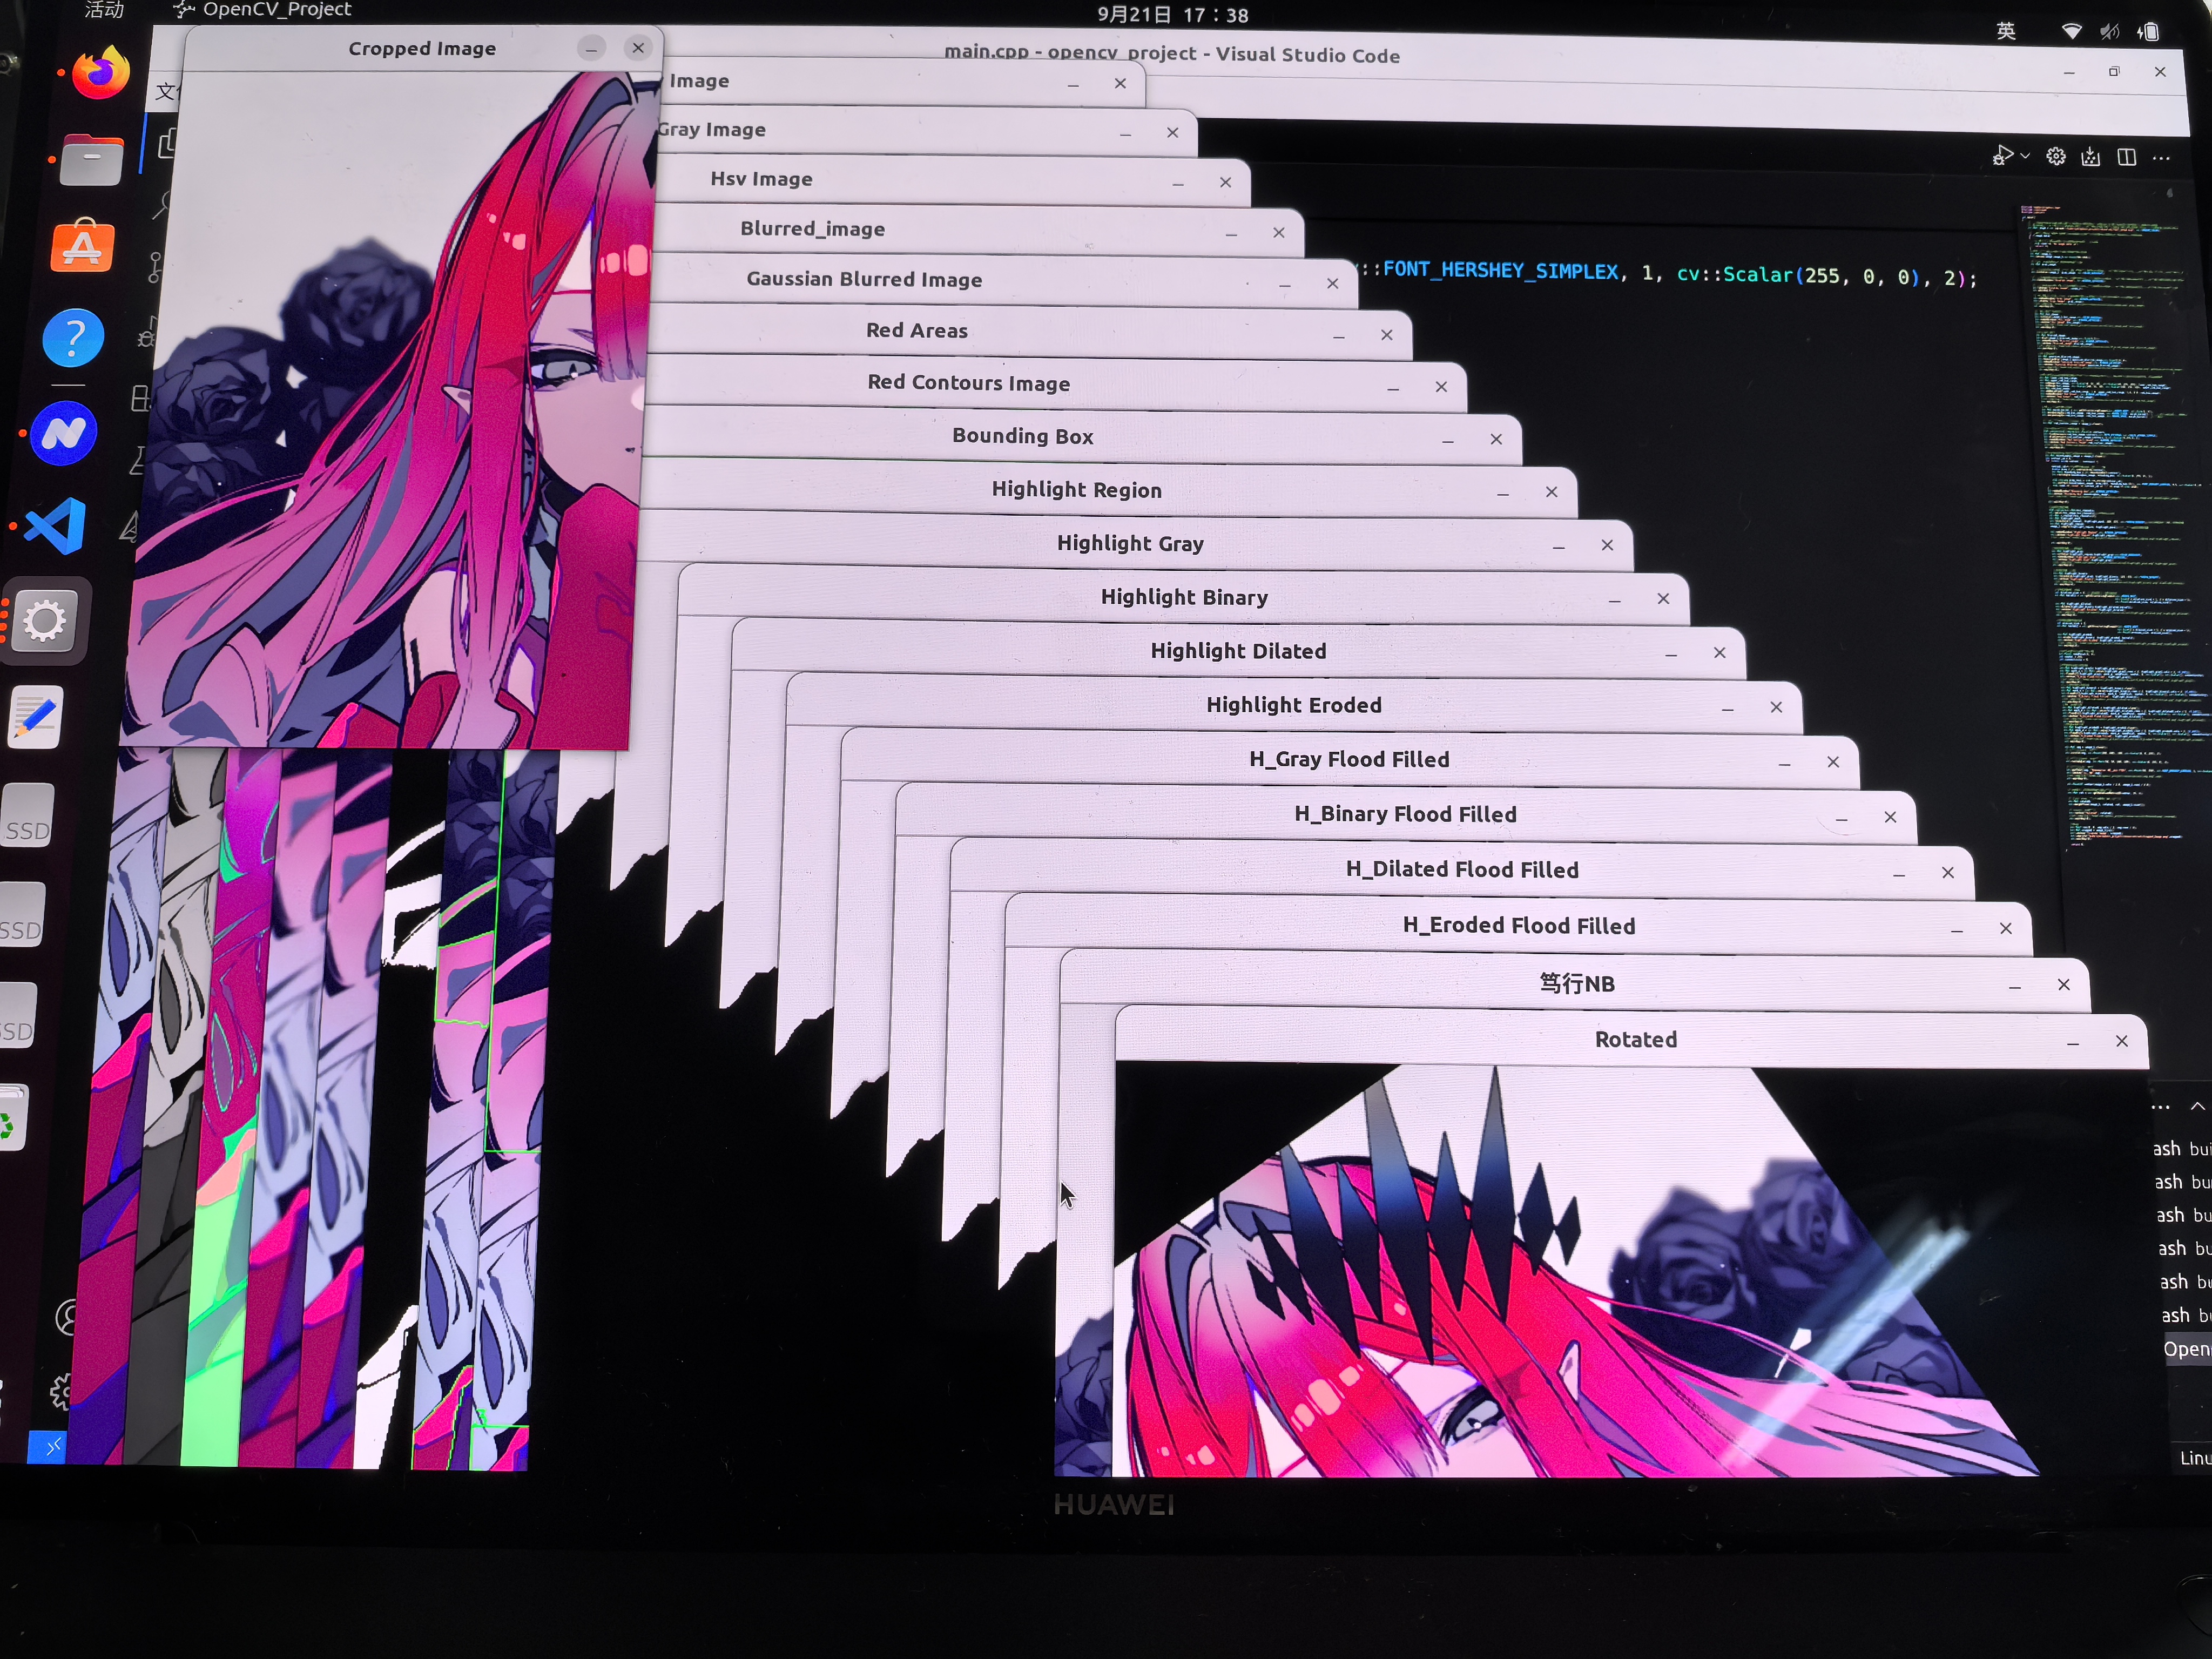 活动
OpenCV_Project
9月21日 17：38
英
Cropped Image
main.cpp - opencv_project - Visual Studio Code
Image
Gray Image
Hsv Image
Blurred_image
Gaussian Blurred Image
::FONT_HERSHEY_SIMPLEX, 1, cv::Scalar(255, 0, 0), 2);
Red Areas
Red Contours Image
Bounding Box
Highlight Region
Highlight Gray
Highlight Binary
Highlight Dilated
Highlight Eroded
H_Gray Flood Filled
H_Binary Flood Filled
H_Dilated Flood Filled
H_Eroded Flood Filled
笃行NB
Rotated
SSD
SSD
SSD
ash bui
ash bu
ash bu
ash bu
ash bu
ash bu
Open
Linu
HUAWEI